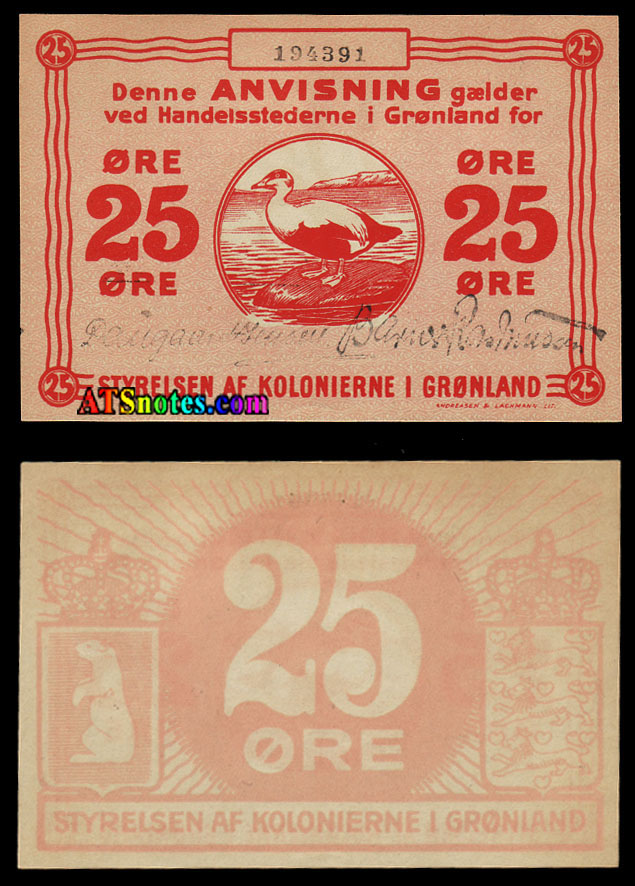 25 194391 25
Denne ANVISNING gælder
ved Handelsstederne i Grønland for
ØRE ØRE
25 25
ØRE ØRE
25 STYRELSEN AF KOLONIERNE I GRØNLAND 25
ATSnotes.com
ANDREASEN & LACHMANN LIT.
25
ØRE
STYRELSEN AF KOLONIERNE I GRØNLAND